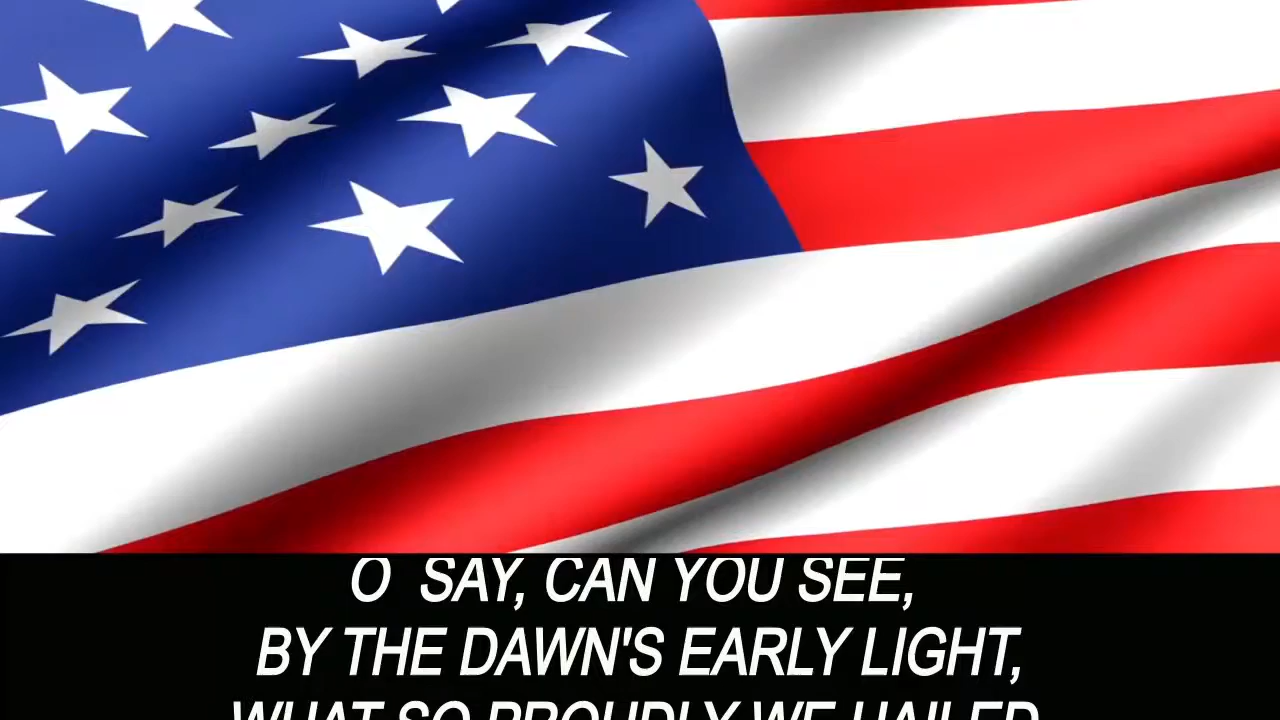 O SAY, CAN YOU SEE,
BY THE DAWN'S EARLY LIGHT,
WHAT SO PROUDLY WE HAILED